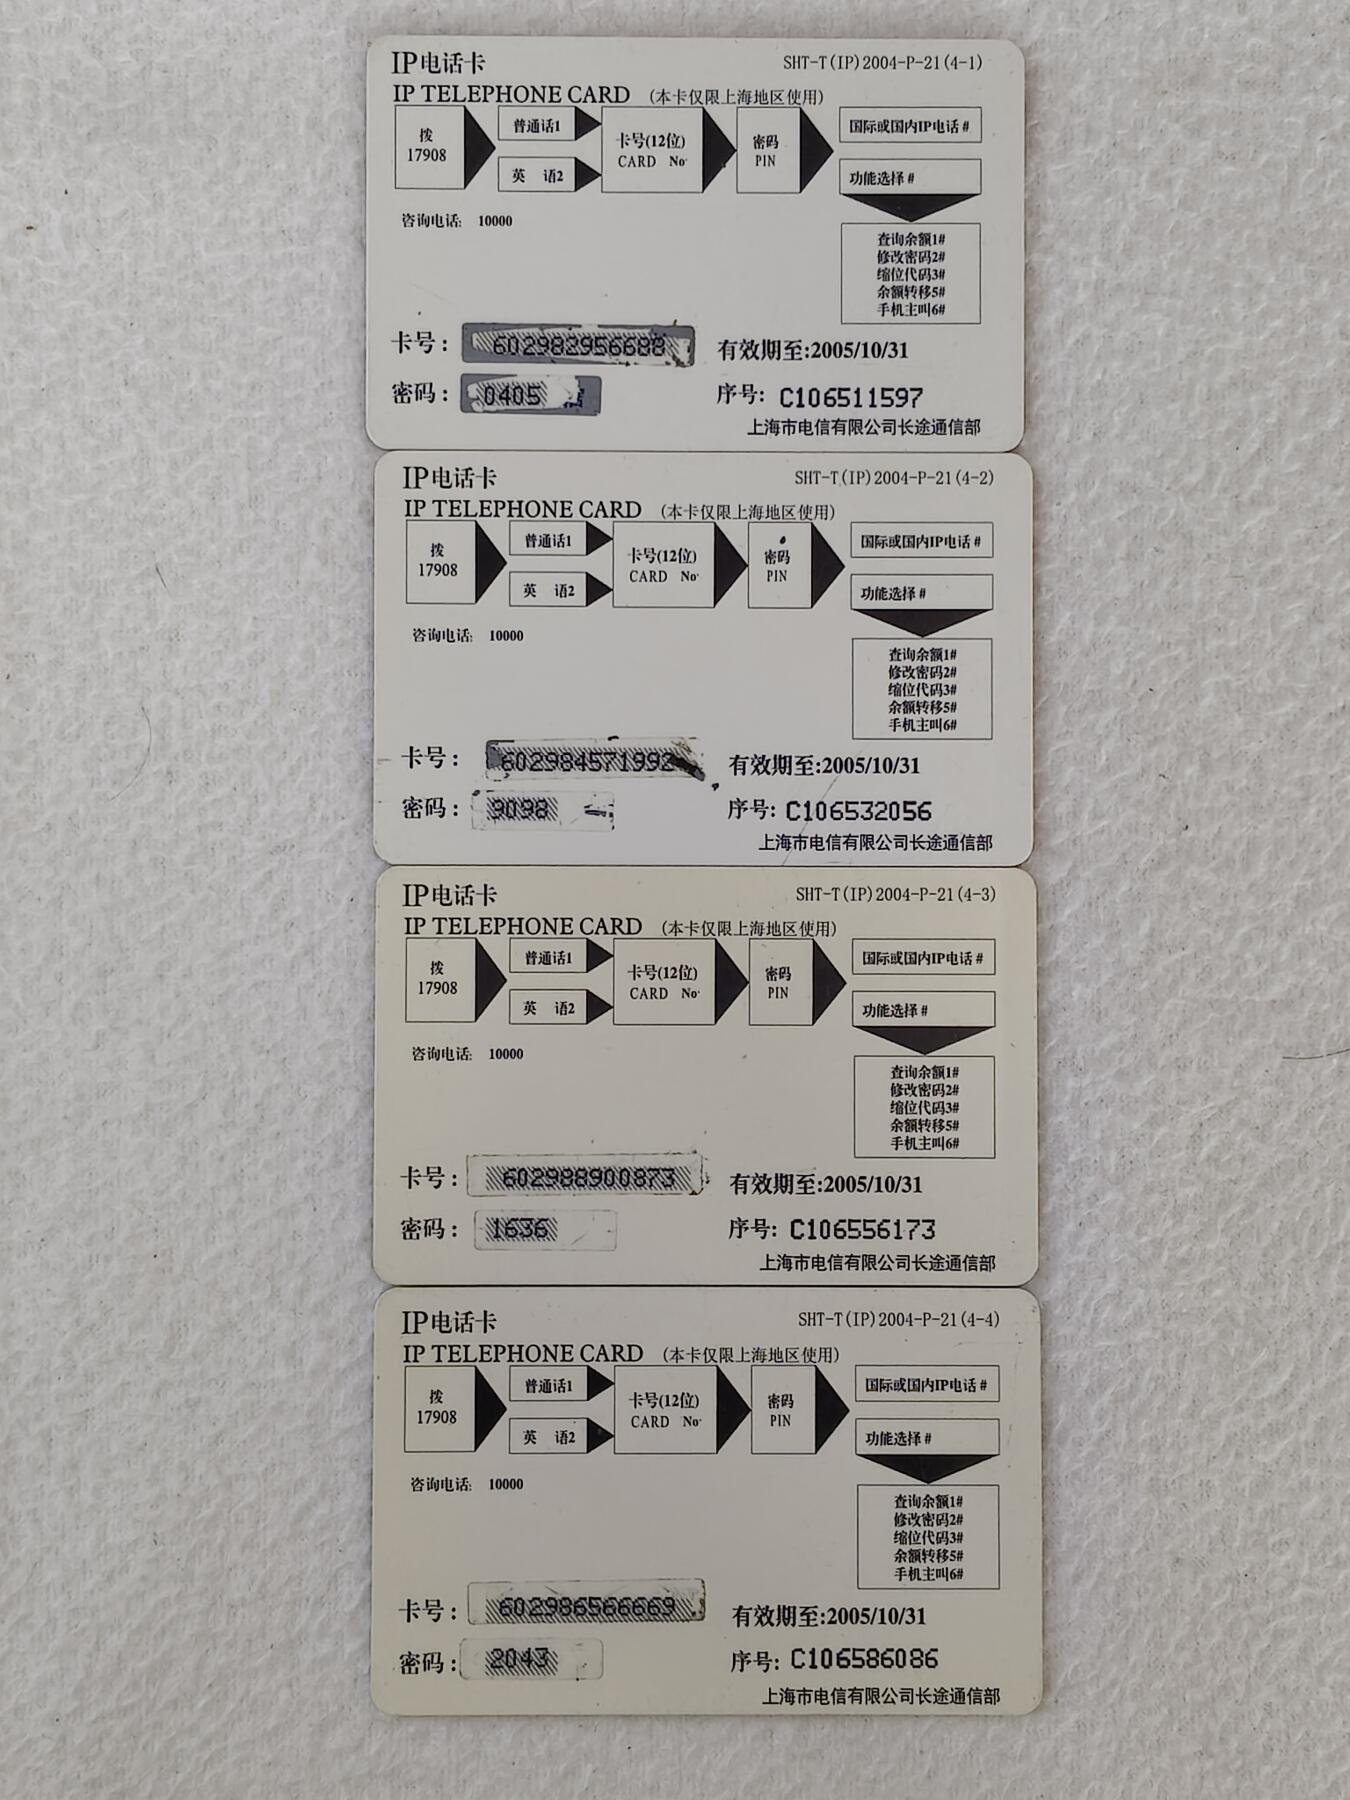 IP电话卡 SHT-T(IP)2004-P-21(4-1)
IP TELEPHONE CARD (本卡仅限上海地区使用)
拨
17908
普通话1
英 语2
卡号(12位)
CARD No·
密码
PIN
国际或国内IP电话#
功能选择#
咨询电话: 10000
查询余额1#
修改密码2#
缩位代码3#
余额转移5#
手机主叫6#
卡号: 602982956688 有效期至:2005/10/31
密码: 0405 序号: C106511597
上海市电信有限公司长途通信部
IP电话卡 SHT-T(IP)2004-P-21(4-2)
IP TELEPHONE CARD (本卡仅限上海地区使用)
拨
17908
普通话1
英 语2
卡号(12位)
CARD No·
密码
PIN
国际或国内IP电话#
功能选择#
咨询电话: 10000
查询余额1#
修改密码2#
缩位代码3#
余额转移5#
手机主叫6#
卡号: 602984571992 有效期至:2005/10/31
密码: 9098 序号: C106532056
上海市电信有限公司长途通信部
IP电话卡 SHT-T(IP)2004-P-21(4-3)
IP TELEPHONE CARD (本卡仅限上海地区使用)
拨
17908
普通话1
英 语2
卡号(12位)
CARD No·
密码
PIN
国际或国内IP电话#
功能选择#
咨询电话: 10000
查询余额1#
修改密码2#
缩位代码3#
余额转移5#
手机主叫6#
卡号: 602988900873 有效期至:2005/10/31
密码: 1636 序号: C106556173
上海市电信有限公司长途通信部
IP电话卡 SHT-T(IP)2004-P-21(4-4)
IP TELEPHONE CARD (本卡仅限上海地区使用)
拨
17908
普通话1
英 语2
卡号(12位)
CARD No·
密码
PIN
国际或国内IP电话#
功能选择#
咨询电话: 10000
查询余额1#
修改密码2#
缩位代码3#
余额转移5#
手机主叫6#
卡号: 602986566669 有效期至:2005/10/31
密码: 2043 序号: C106586086
上海市电信有限公司长途通信部